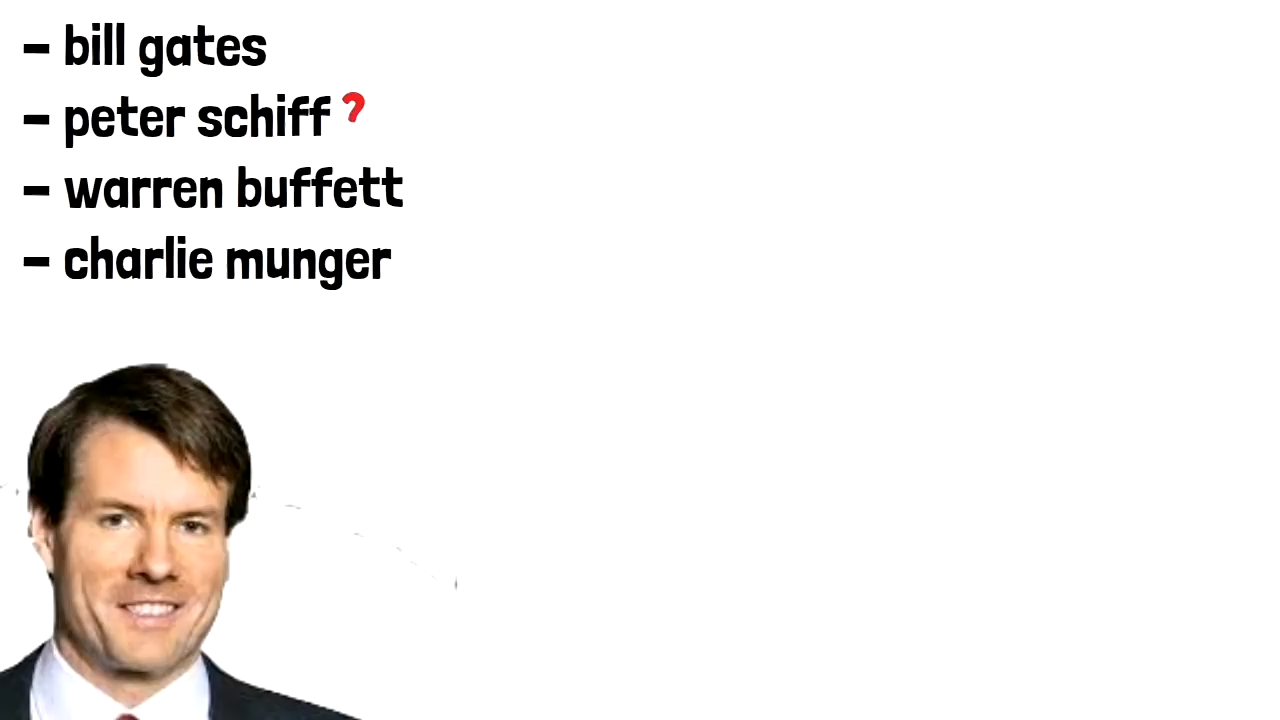 - bill gates
- peter schiff ?
- warren buffett
- charlie munger